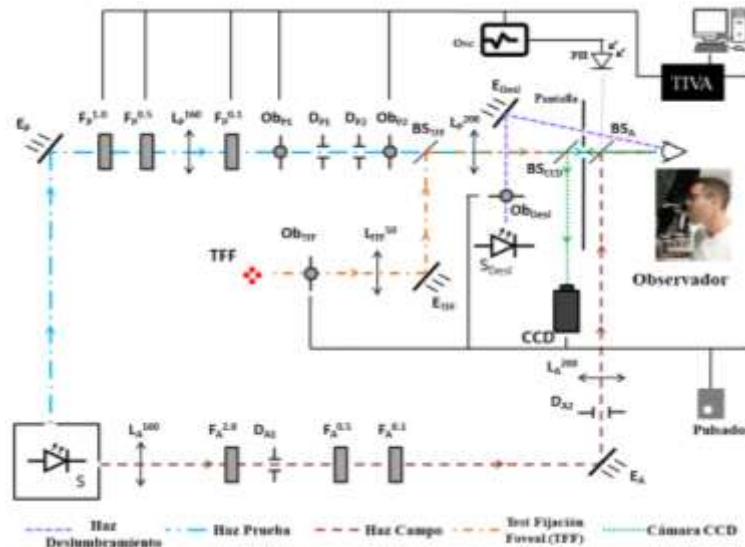 Osc
PH
TIVA
E_Desl
Pantalla
E_P
F_P^1.0
F_P^0.5
L_P^160
F_P^0.1
Ob_P1
D_P1
D_P2
Ob_P2
BS_TFF
L_P^200
BS_A
BS_CCD
Ob_Desl
S_Desl
Ob_TFF
L_TFF^50
TFF
E_TFF
Observador
CCD
L_A^200
D_A2
Pulsador
L_A^160
F_A^2.0
D_A1
F_A^0.5
F_A^0.1
S
E_A
Haz Deslumbramiento
Haz Prueba
Haz Campo
Test Fijación Foveal (TFF)
Cámara CCD